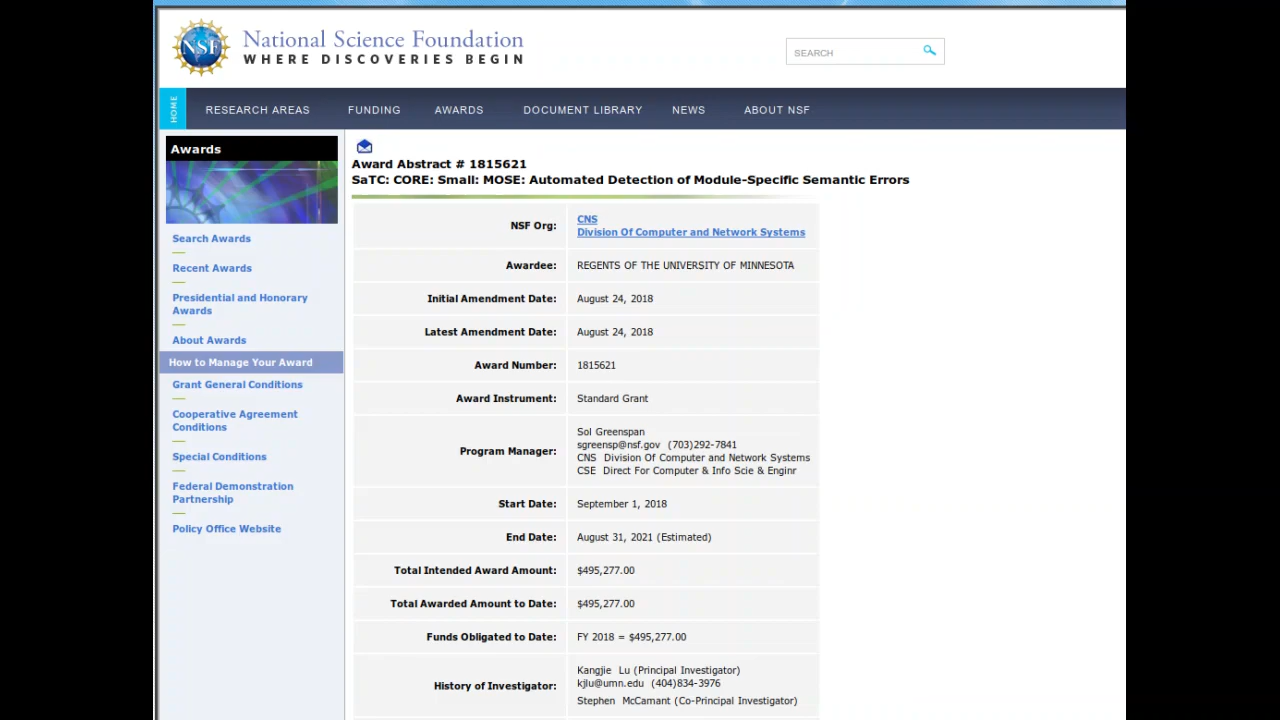 NSF
National Science Foundation
WHERE DISCOVERIES BEGIN
SEARCH
HOME
RESEARCH AREAS
FUNDING
AWARDS
DOCUMENT LIBRARY
NEWS
ABOUT NSF
Awards
Search Awards
Recent Awards
Presidential and Honorary
Awards
About Awards
How to Manage Your Award
Grant General Conditions
Cooperative Agreement
Conditions
Special Conditions
Federal Demonstration
Partnership
Policy Office Website
Award Abstract # 1815621
SaTC: CORE: Small: MOSE: Automated Detection of Module-Specific Semantic Errors
NSF Org:
CNS
Division Of Computer and Network Systems
Awardee:
REGENTS OF THE UNIVERSITY OF MINNESOTA
Initial Amendment Date:
August 24, 2018
Latest Amendment Date:
August 24, 2018
Award Number:
1815621
Award Instrument:
Standard Grant
Program Manager:
Sol Greenspan
sgreensp@nsf.gov (703)292-7841
CNS Division Of Computer and Network Systems
CSE Direct For Computer & Info Scie & Enginr
Start Date:
September 1, 2018
End Date:
August 31, 2021 (Estimated)
Total Intended Award Amount:
$495,277.00
Total Awarded Amount to Date:
$495,277.00
Funds Obligated to Date:
FY 2018 = $495,277.00
History of Investigator:
Kangjie Lu (Principal Investigator)
kjlu@umn.edu (404)834-3976
Stephen McCamant (Co-Principal Investigator)